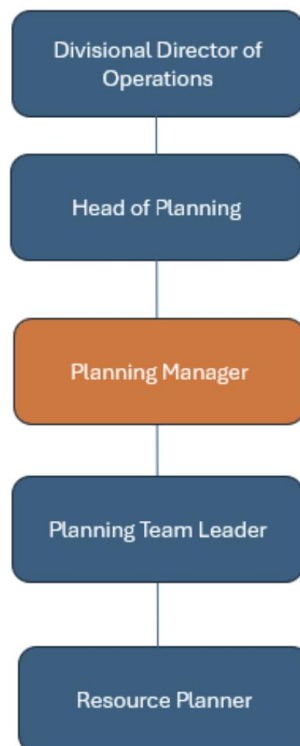 Divisional Director of
Operations
Head of Planning
Planning Manager
Planning Team Leader
Resource Planner